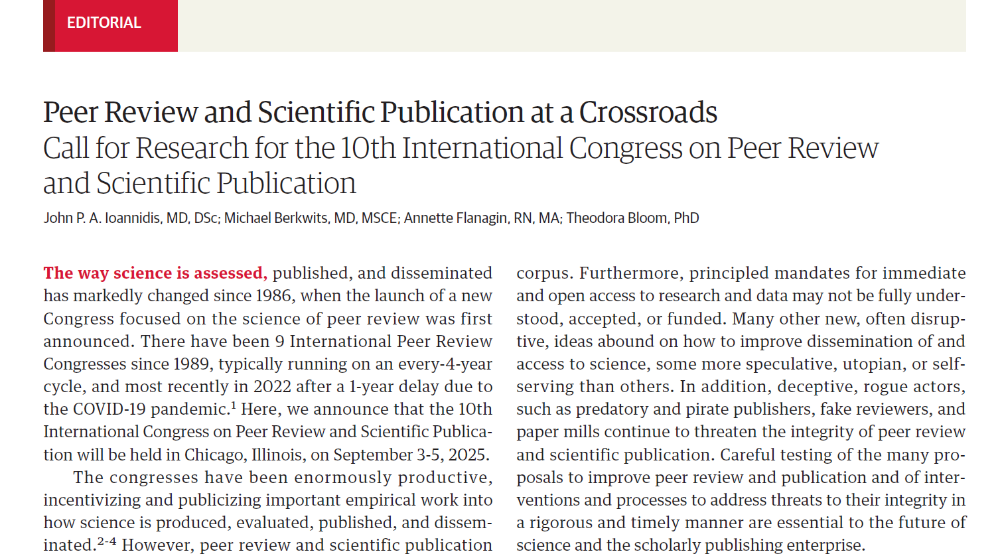 EDITORIAL
Peer Review and Scientific Publication at a Crossroads
Call for Research for the 10th International Congress on Peer Review
and Scientific Publication
John P. A. Ioannidis, MD, DSc; Michael Berkwits, MD, MSCE; Annette Flanagin, RN, MA; Theodora Bloom, PhD
The way science is assessed, published, and disseminated
has markedly changed since 1986, when the launch of a new
Congress focused on the science of peer review was first
announced. There have been 9 International Peer Review
Congresses since 1989, typically running on an every-4-year
cycle, and most recently in 2022 after a 1-year delay due to
the COVID-19 pandemic.¹ Here, we announce that the 10th
International Congress on Peer Review and Scientific Publica-
tion will be held in Chicago, Illinois, on September 3-5, 2025.
The congresses have been enormously productive,
incentivizing and publicizing important empirical work into
how science is produced, evaluated, published, and dissem-
inated.²⁻⁴ However, peer review and scientific publication
corpus. Furthermore, principled mandates for immediate
and open access to research and data may not be fully under-
stood, accepted, or funded. Many other new, often disrup-
tive, ideas abound on how to improve dissemination of and
access to science, some more speculative, utopian, or self-
serving than others. In addition, deceptive, rogue actors,
such as predatory and pirate publishers, fake reviewers, and
paper mills continue to threaten the integrity of peer review
and scientific publication. Careful testing of the many pro-
posals to improve peer review and publication and of inter-
ventions and processes to address threats to their integrity in
a rigorous and timely manner are essential to the future of
science and the scholarly publishing enterprise.